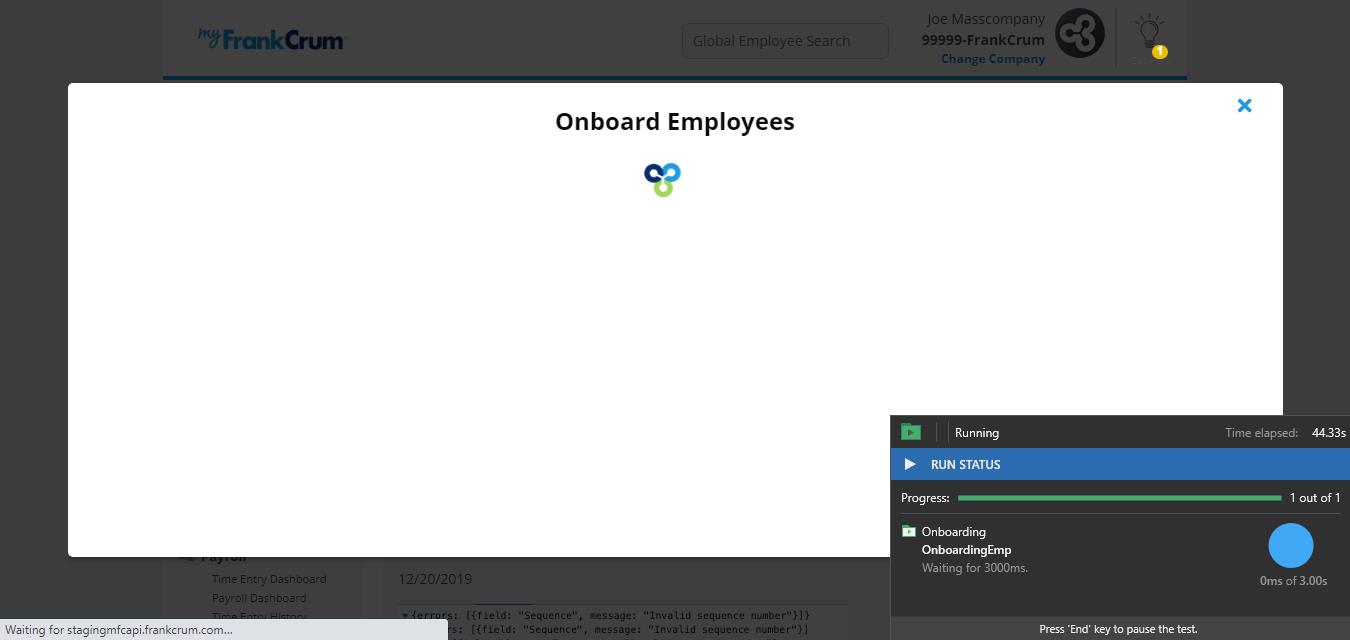 myFrankCrum
Global Employee Search
Joe Masscompany
99999-FrankCrum
Change Company
1
Onboard Employees
Running
Time elapsed: 44.33s
RUN STATUS
Progress: 1 out of 1
Onboarding
OnboardingEmp
Waiting for 3000ms.
0ms of 3.00s
Press 'End' key to pause the test.
Payroll
Time Entry Dashboard
Payroll Dashboard
Time Entry History
12/20/2019
{errors: [{field: "Sequence", message: "Invalid sequence number"}]}
rs: [{field: "Sequence", message: "Invalid sequence number"}]
Waiting for stagingmfcapi.frankcrum.com...